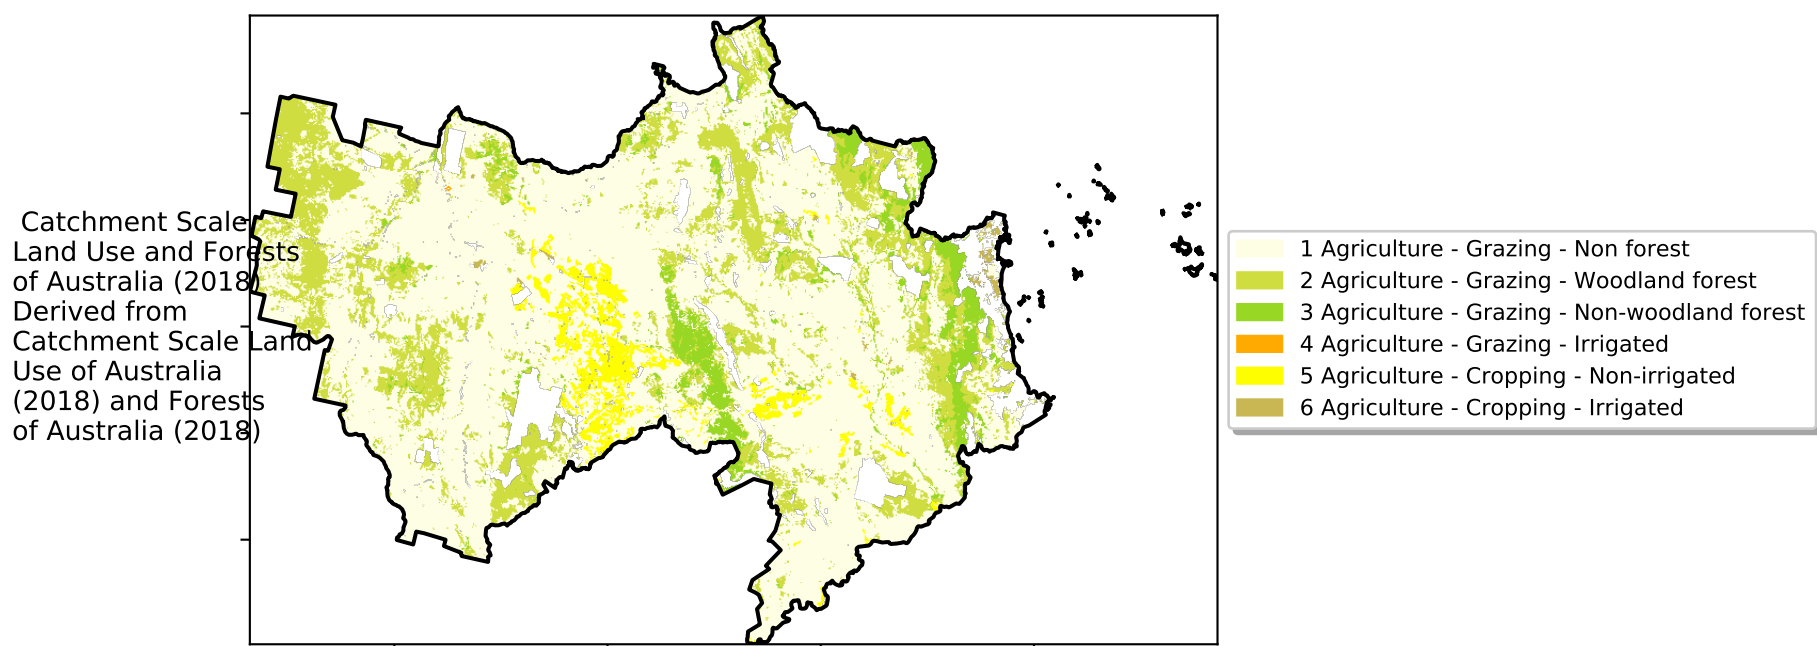 Catchment Scale
Land Use and Forests
of Australia (2018)
Derived from
Catchment Scale Land
Use of Australia
(2018) and Forests
of Australia (2018)
1 Agriculture - Grazing - Non forest
2 Agriculture - Grazing - Woodland forest
3 Agriculture - Grazing - Non-woodland forest
4 Agriculture - Grazing - Irrigated
5 Agriculture - Cropping - Non-irrigated
6 Agriculture - Cropping - Irrigated